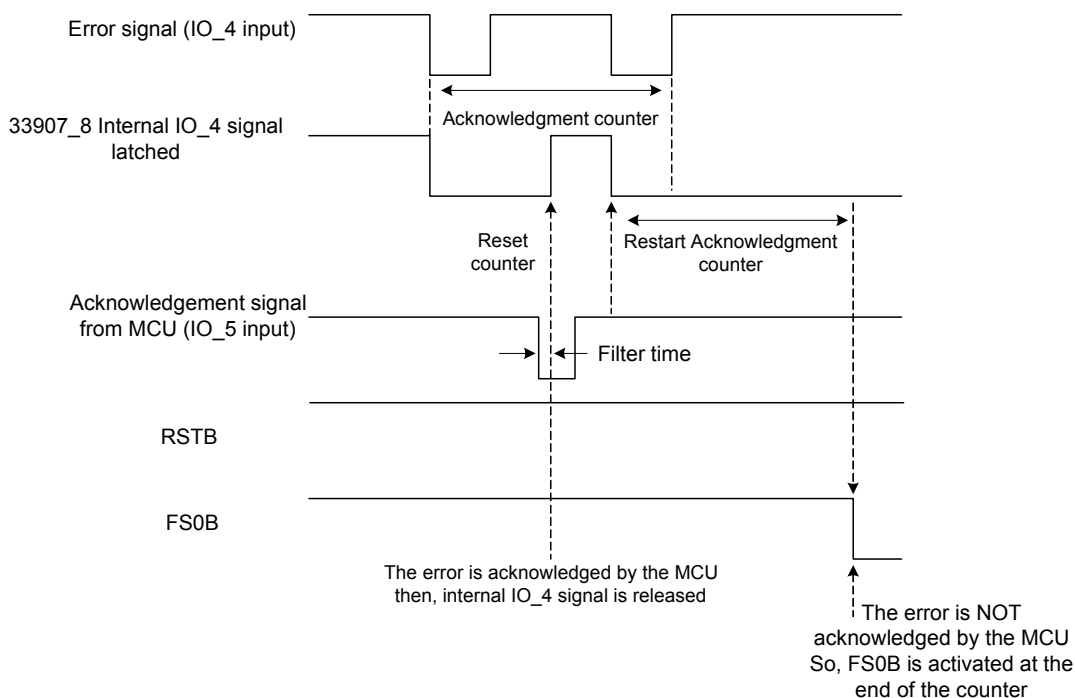 Error signal (IO_4 input)
Acknowledgment counter
33907_8 Internal IO_4 signal
latched
Reset
counter
Restart Acknowledgment
counter
Acknowledgement signal
from MCU (IO_5 input)
Filter time
RSTB
FS0B
The error is acknowledged by the MCU
then, internal IO_4 signal is released
The error is NOT
acknowledged by the MCU
So, FS0B is activated at the
end of the counter